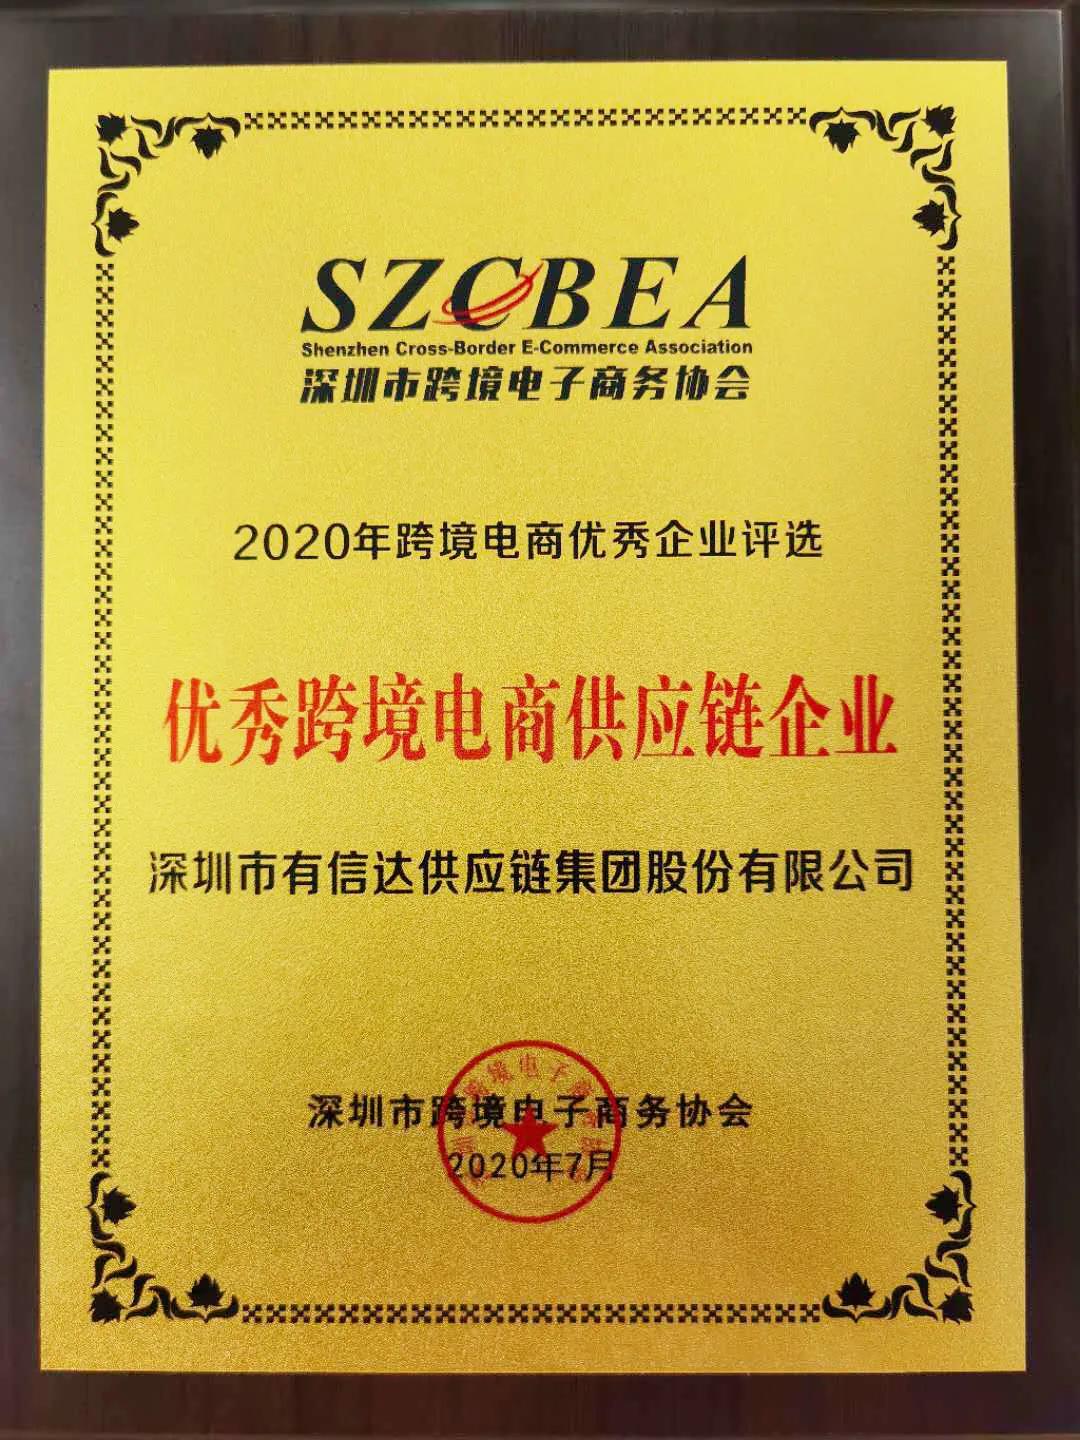 SZCBEA
Shenzhen Cross-Border E-Commerce Association
深圳市跨境电子商务协会
2020年跨境电商优秀企业评选
优秀跨境电商供应链企业
深圳市有信达供应链集团股份有限公司
深圳市跨境电子商务协会
2020年7月